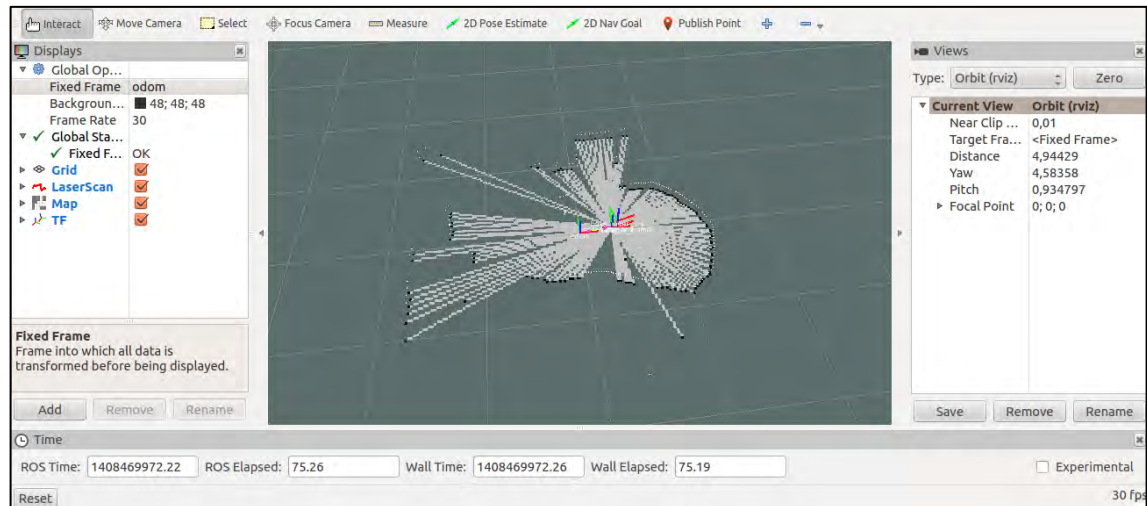 Interact Move Camera Select Focus Camera Measure 2D Pose Estimate 2D Nav Goal Publish Point
Displays
Global Op...
Fixed Frame odom
Backgroun... 48; 48; 48
Frame Rate 30
Global Sta...
Fixed F... OK
Grid
LaserScan
Map
TF
Fixed Frame
Frame into which all data is
transformed before being displayed.
Add Remove Rename
Views
Type: Orbit (rviz) Zero
Current View Orbit (rviz)
Near Clip ... 0,01
Target Fra... <Fixed Frame>
Distance 4,94429
Yaw 4,58358
Pitch 0,934797
Focal Point 0; 0; 0
Save Remove Rename
Time
ROS Time: 1408469972.22 ROS Elapsed: 75.26 Wall Time: 1408469972.26 Wall Elapsed: 75.19 Experimental
Reset 30 fps